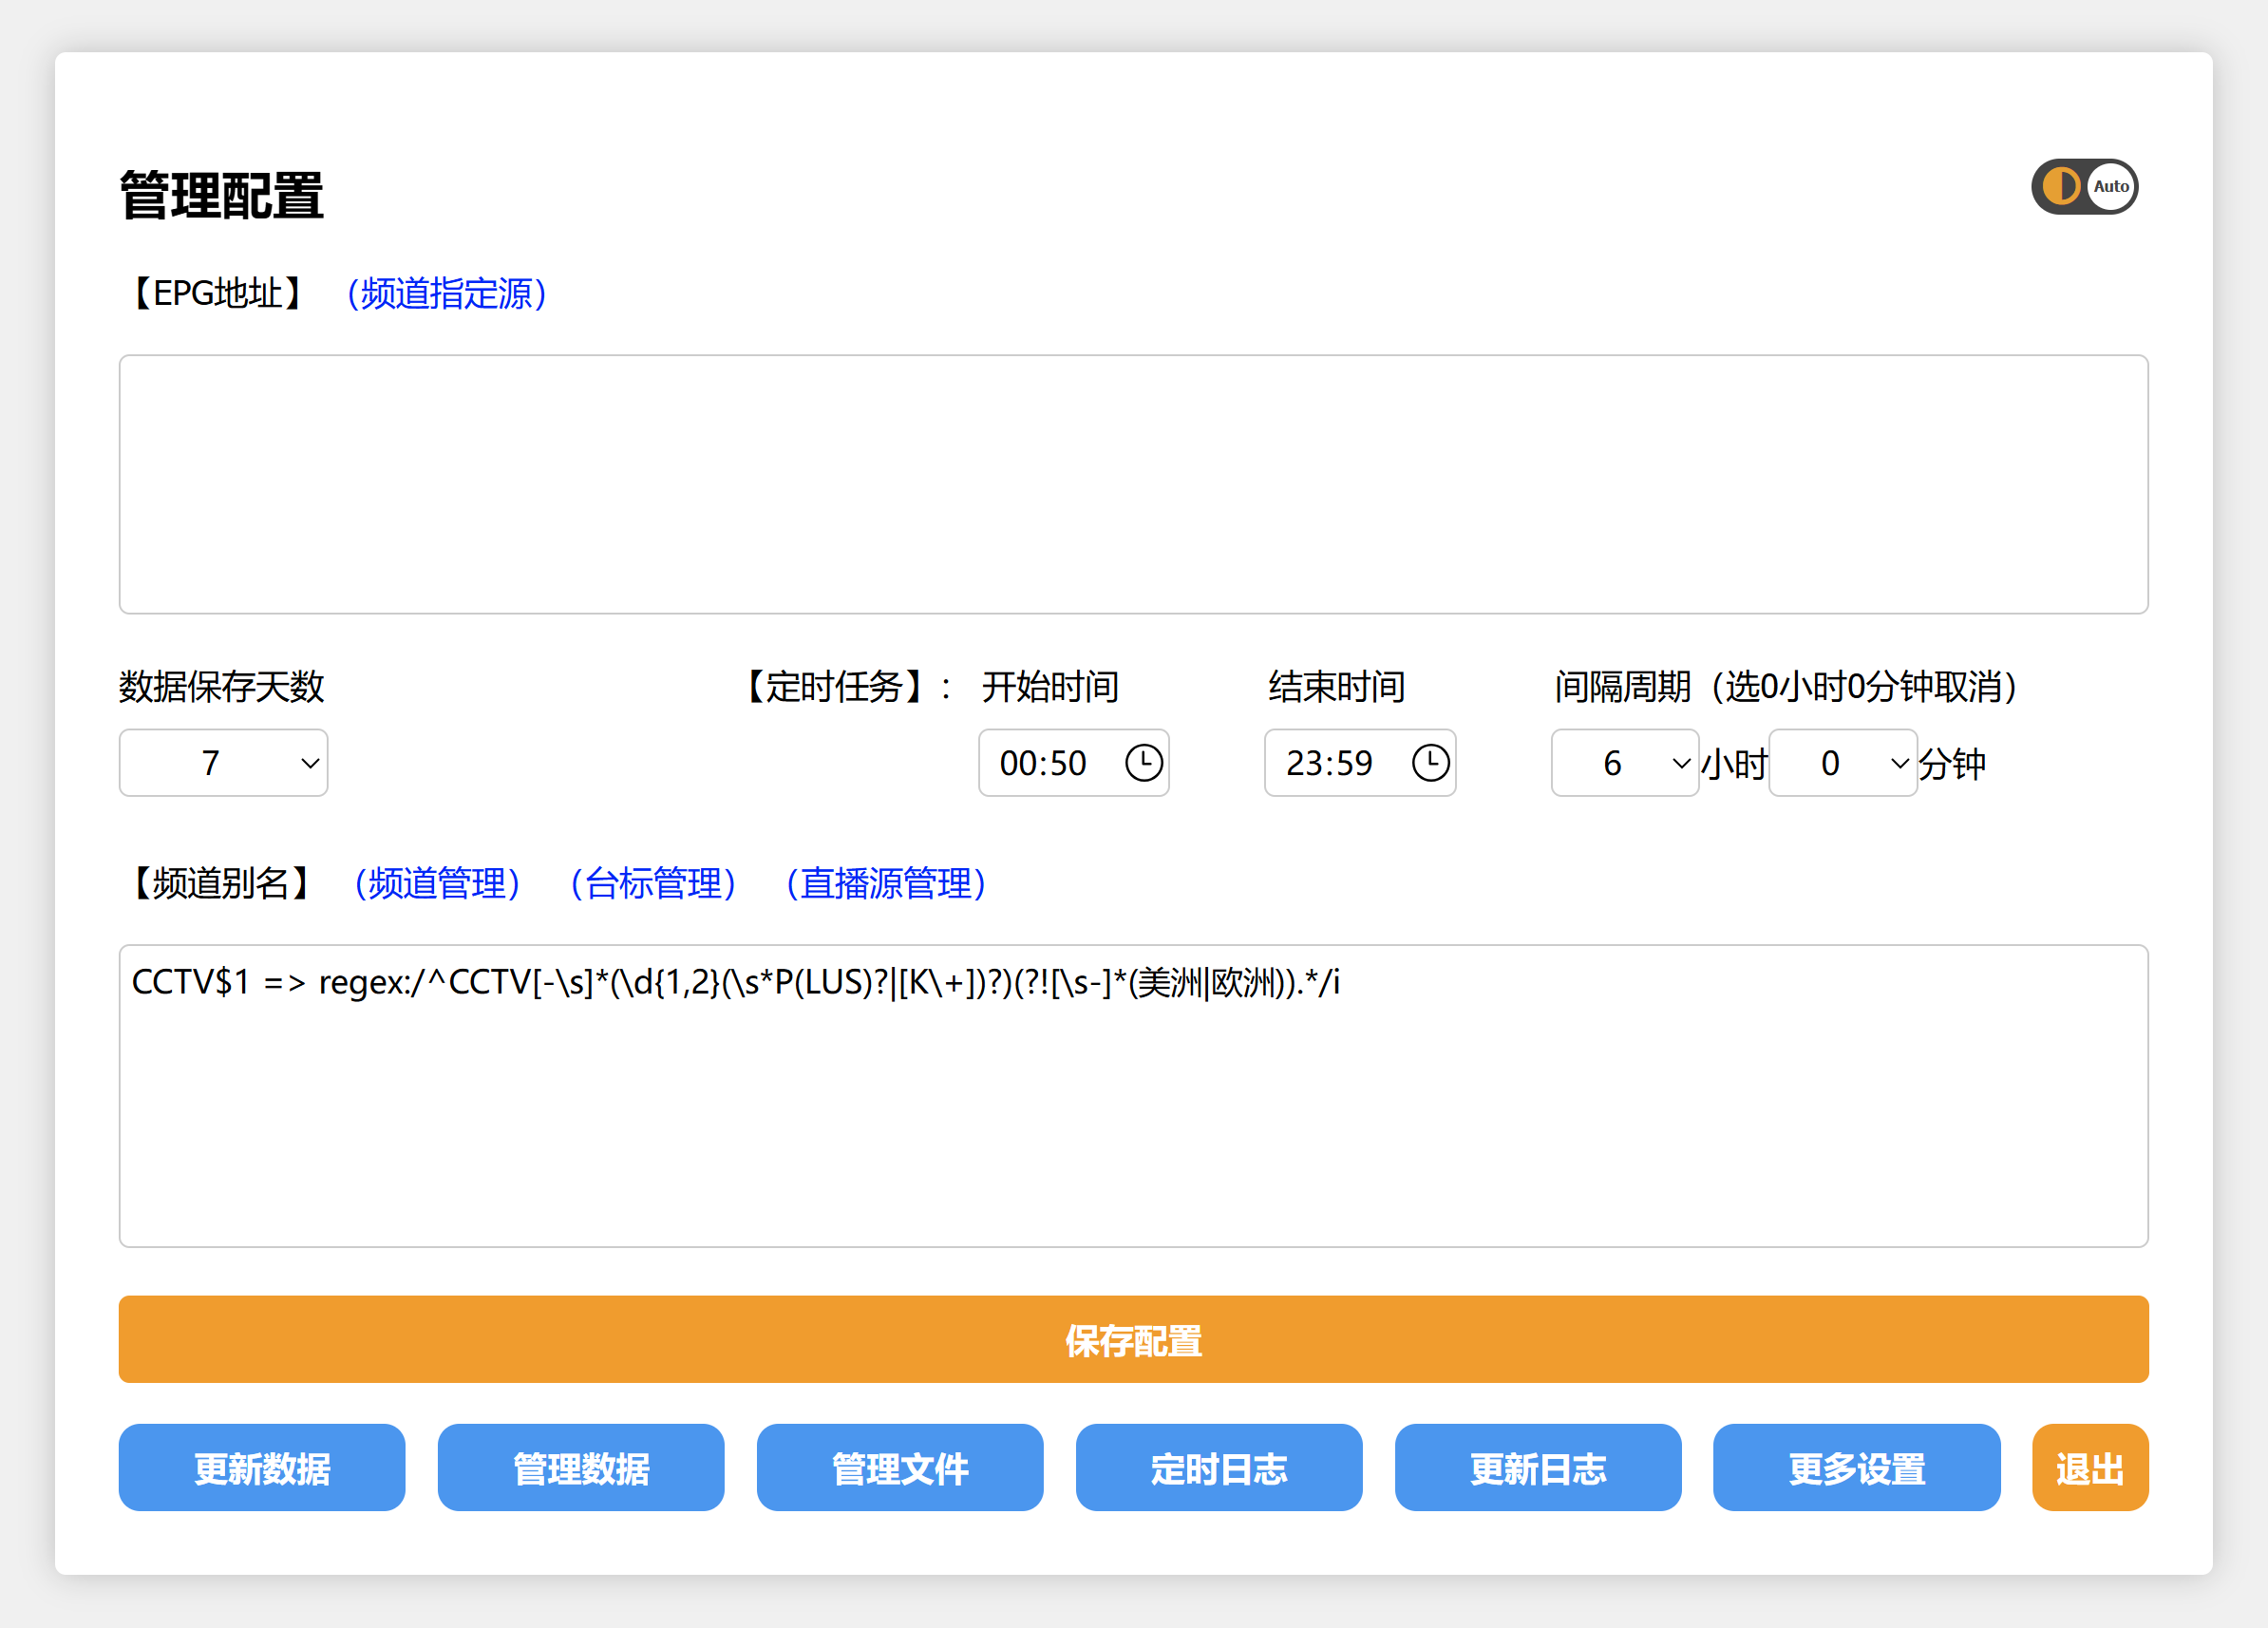 管理配置
Auto
【EPG地址】 （频道指定源）
数据保存天数 【定时任务】： 开始时间 结束时间 间隔周期（选0小时0分钟取消）
7 00:50 23:59 6 小时 0 分钟
【频道别名】 （频道管理） （台标管理） （直播源管理）
CCTV$1 => regex:/^CCTV[-\s]*(\d{1,2}(\s*P(LUS)?|[K\+])?)(?![\s-]*(美洲|欧洲)).*/i
保存配置
更新数据 管理数据 管理文件 定时日志 更新日志 更多设置 退出